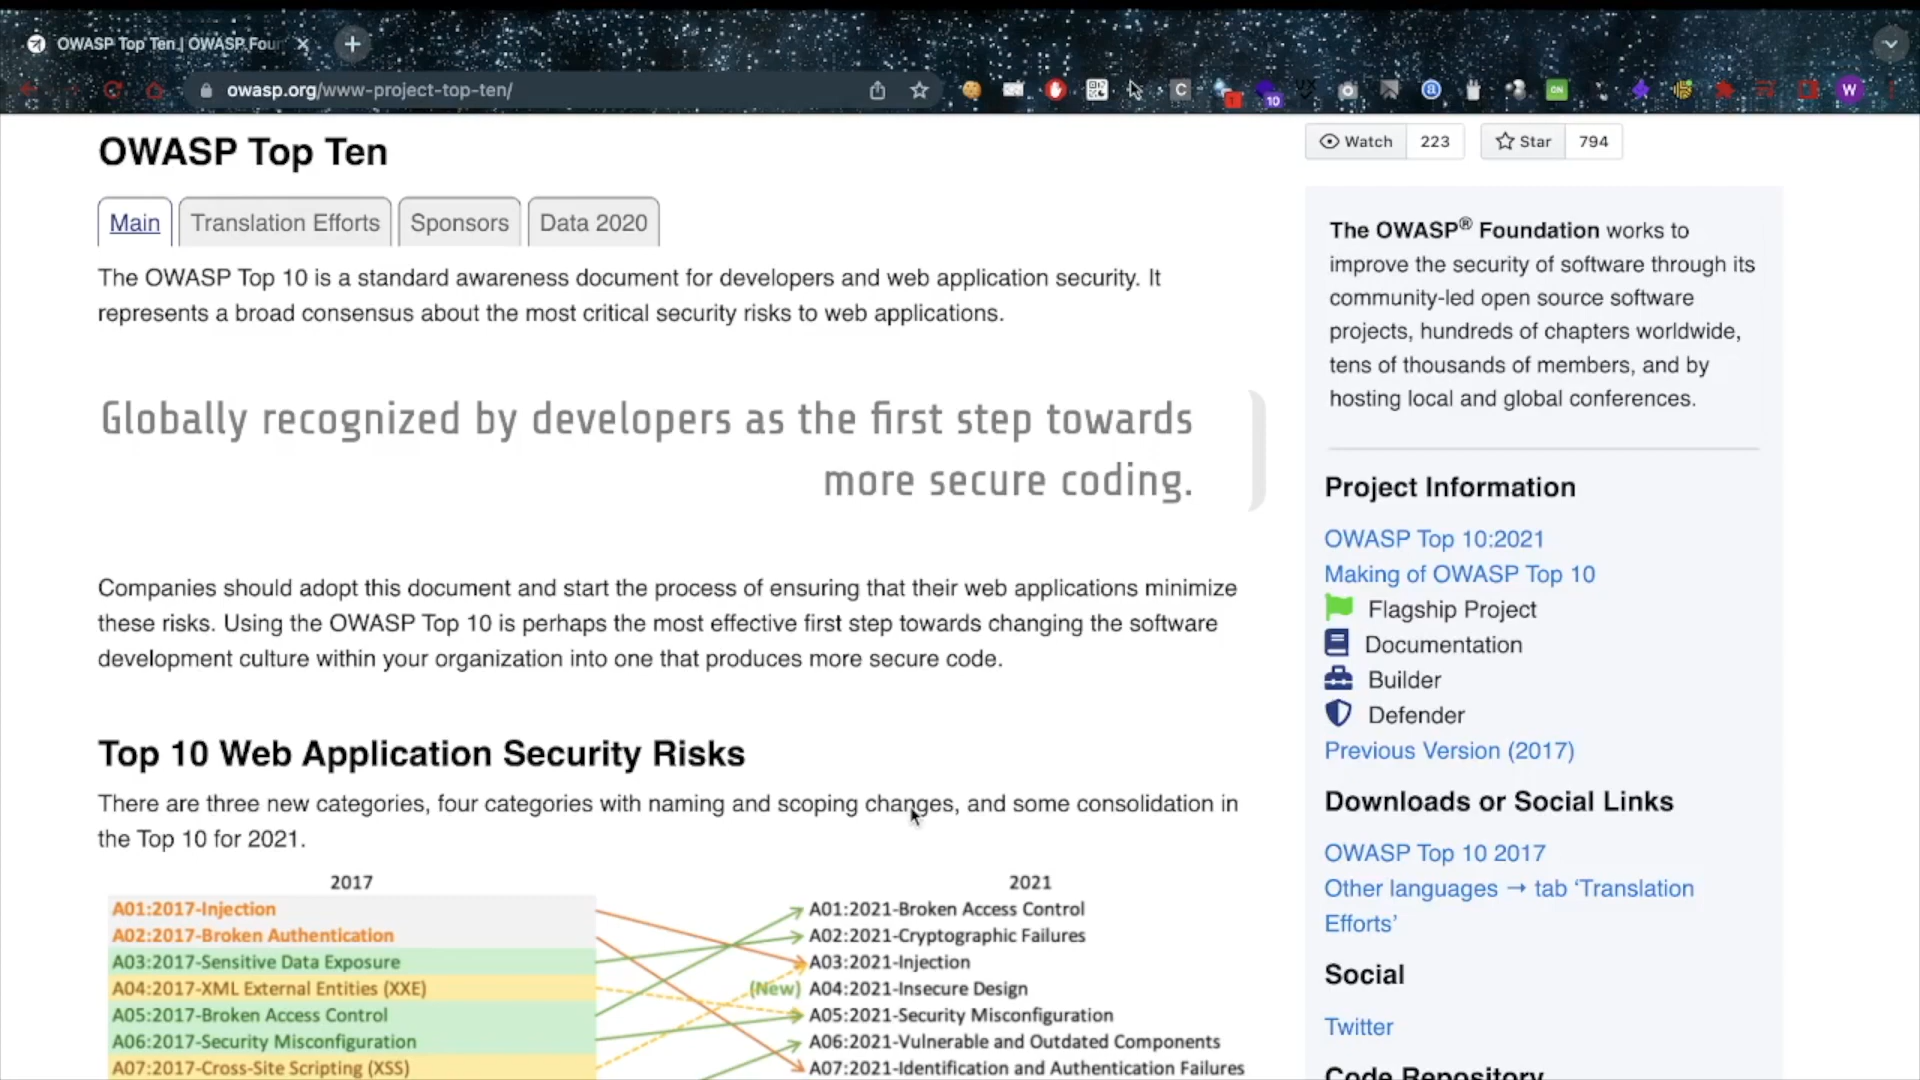 OWASP Top Ten | OWASP Foun
owasp.org/www-project-top-ten/
1
C
10
CN
W
OWASP Top Ten
Watch 223
Star 794
Main
Translation Efforts
Sponsors
Data 2020
The OWASP Top 10 is a standard awareness document for developers and web application security. It
represents a broad consensus about the most critical security risks to web applications.
Globally recognized by developers as the first step towards
more secure coding.
Companies should adopt this document and start the process of ensuring that their web applications minimize
these risks. Using the OWASP Top 10 is perhaps the most effective first step towards changing the software
development culture within your organization into one that produces more secure code.
Top 10 Web Application Security Risks
There are three new categories, four categories with naming and scoping changes, and some consolidation in
the Top 10 for 2021.
2017
A01:2017-Injection
A02:2017-Broken Authentication
A03:2017-Sensitive Data Exposure
A04:2017-XML External Entities (XXE)
A05:2017-Broken Access Control
A06:2017-Security Misconfiguration
A07:2017-Cross-Site Scripting (XSS)
2021
A01:2021-Broken Access Control
A02:2021-Cryptographic Failures
A03:2021-Injection
(New) A04:2021-Insecure Design
A05:2021-Security Misconfiguration
A06:2021-Vulnerable and Outdated Components
A07:2021-Identification and Authentication Failures
The OWASP® Foundation works to
improve the security of software through its
community-led open source software
projects, hundreds of chapters worldwide,
tens of thousands of members, and by
hosting local and global conferences.
Project Information
OWASP Top 10:2021
Making of OWASP Top 10
Flagship Project
Documentation
Builder
Defender
Previous Version (2017)
Downloads or Social Links
OWASP Top 10 2017
Other languages → tab ‘Translation
Efforts’
Social
Twitter
Code Repository